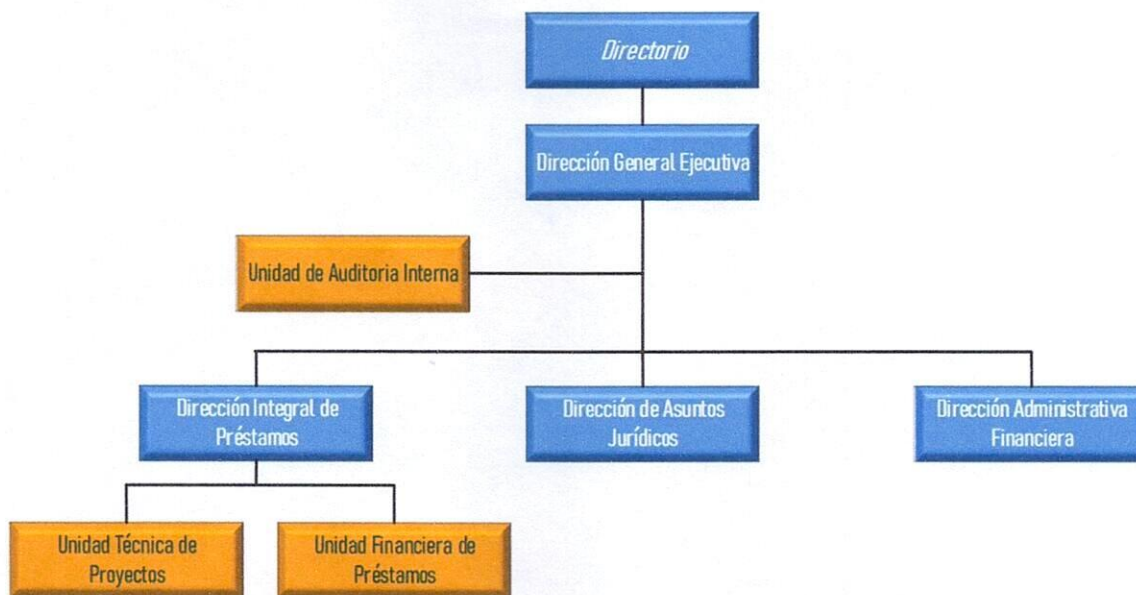 Directorio
Dirección General Ejecutiva
Unidad de Auditoria Interna
Dirección Integral de
Préstamos
Dirección de Asuntos
Jurídicos
Dirección Administrativa
Financiera
Unidad Técnica de
Proyectos
Unidad Financiera de
Préstamos